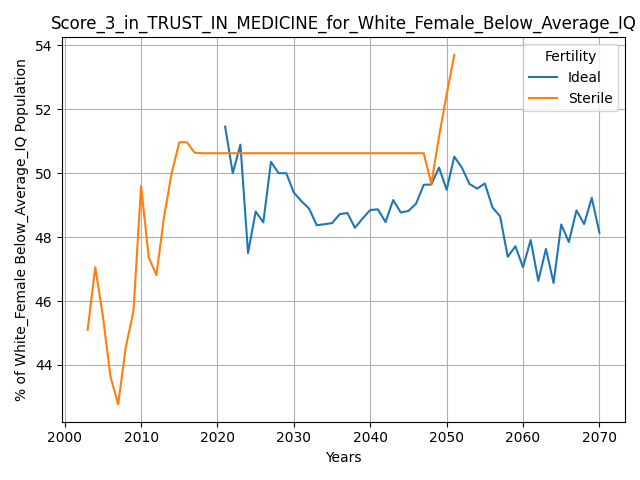 Score_3_in_TRUST_IN_MEDICINE_for_White_Female_Below_Average_IQ
% of White_Female Below_Average_IQ Population
54
52
50
48
46
44
Fertility
Ideal
Sterile
2000 2010 2020 2030 2040 2050 2060 2070
Years